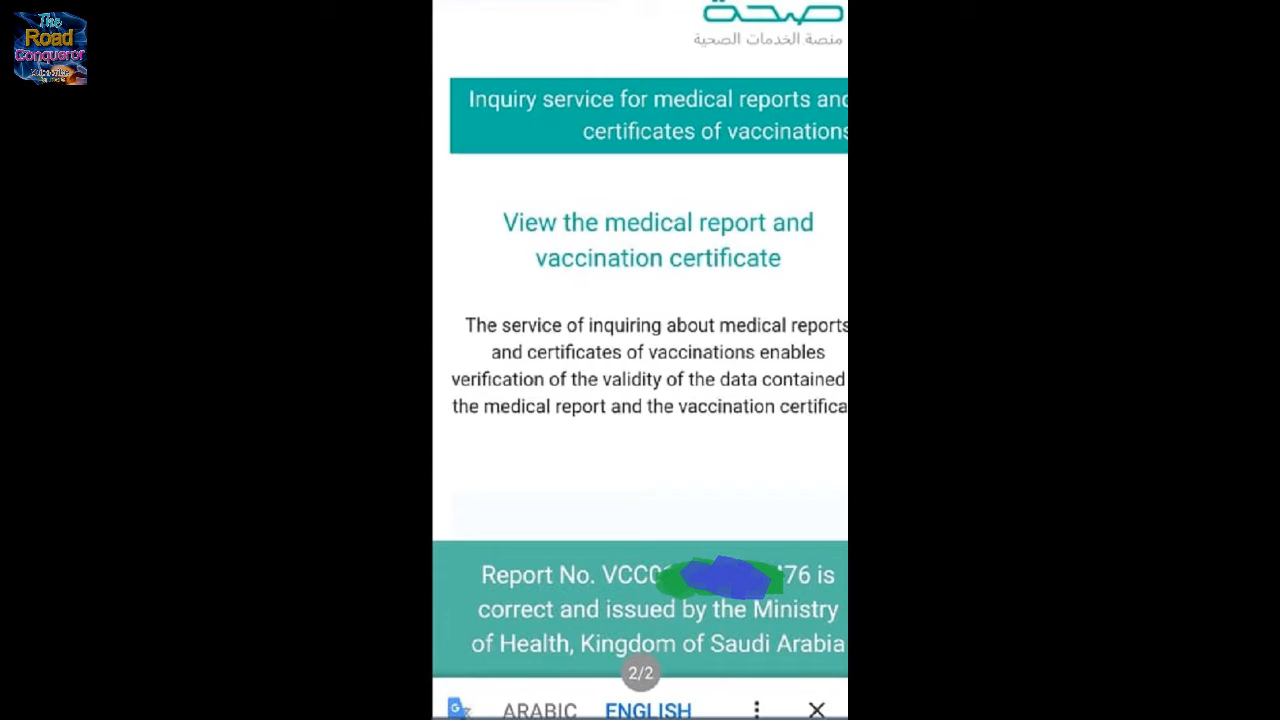 The
Road
Conqueror
صحة
منصة الخدمات الصحية
Inquiry service for medical reports and
certificates of vaccinations
View the medical report and
vaccination certificate
The service of inquiring about medical reports
and certificates of vaccinations enables
verification of the validity of the data contained
the medical report and the vaccination certifica
Report No. VCC0 76 is
correct and issued by the Ministry
of Health, Kingdom of Saudi Arabia
2/2
ARABIC ENGLISH